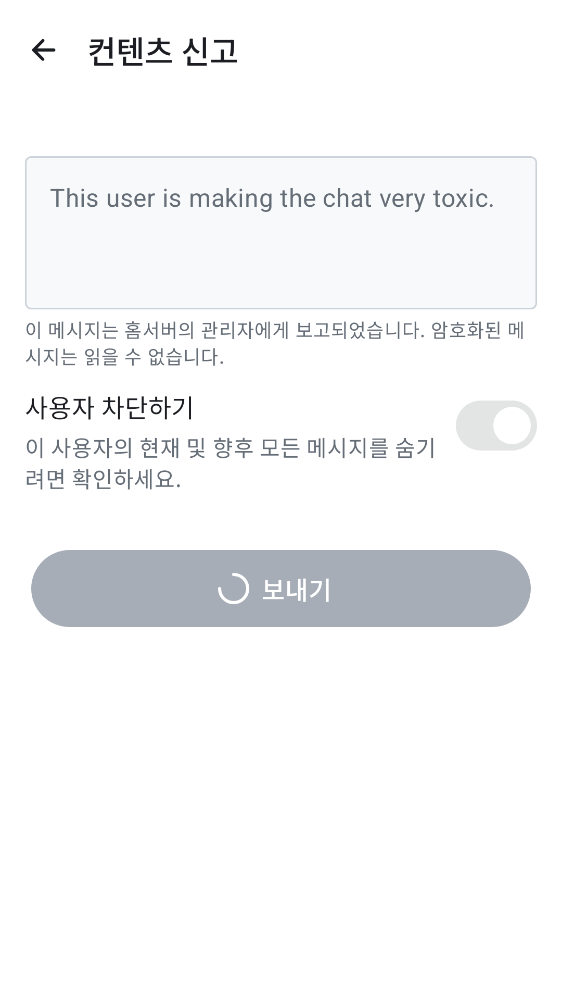 컨텐츠 신고
This user is making the chat very toxic.
이 메시지는 홈서버의 관리자에게 보고되었습니다. 암호화된 메
시지는 읽을 수 없습니다.
사용자 차단하기
이 사용자의 현재 및 향후 모든 메시지를 숨기
려면 확인하세요.
보내기